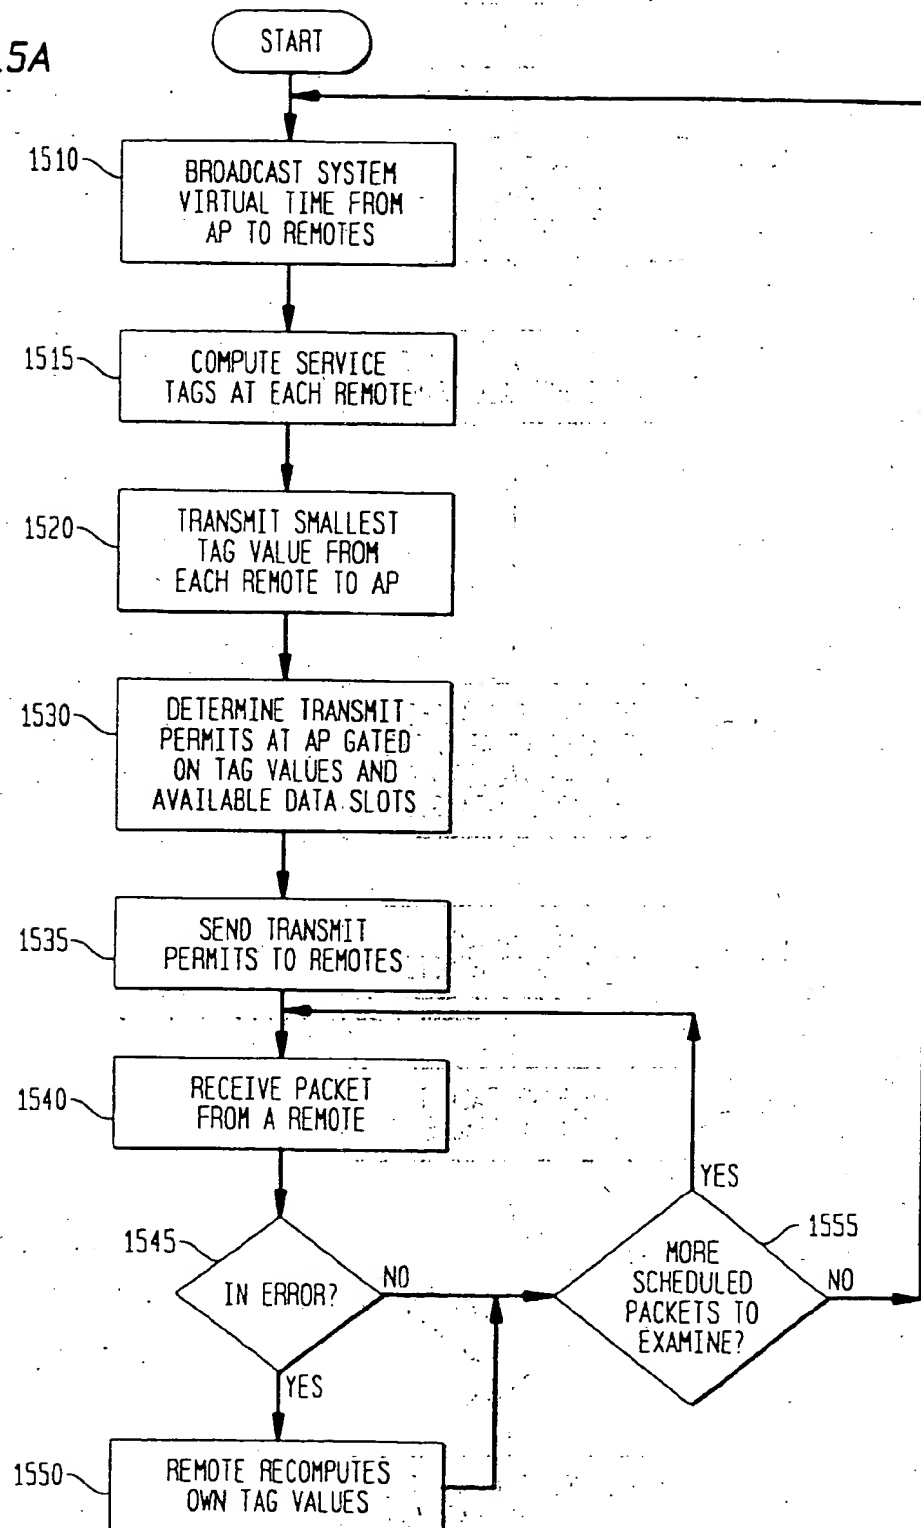 .5A
START
1510
BROADCAST SYSTEM
VIRTUAL TIME FROM
AP TO REMOTES
1515
COMPUTE SERVICE
TAGS AT EACH REMOTE
1520
TRANSMIT SMALLEST
TAG VALUE FROM
EACH REMOTE TO AP
1530
DETERMINE TRANSMIT
PERMITS AT AP GATED
ON TAG VALUES AND
AVAILABLE DATA SLOTS
1535
SEND TRANSMIT
PERMITS TO REMOTES
1540
RECEIVE PACKET
FROM A REMOTE
1545
IN ERROR?
NO
YES
1550
REMOTE RECOMPUTES
OWN TAG VALUES
1555
MORE
SCHEDULED
PACKETS TO
EXAMINE?
YES
NO